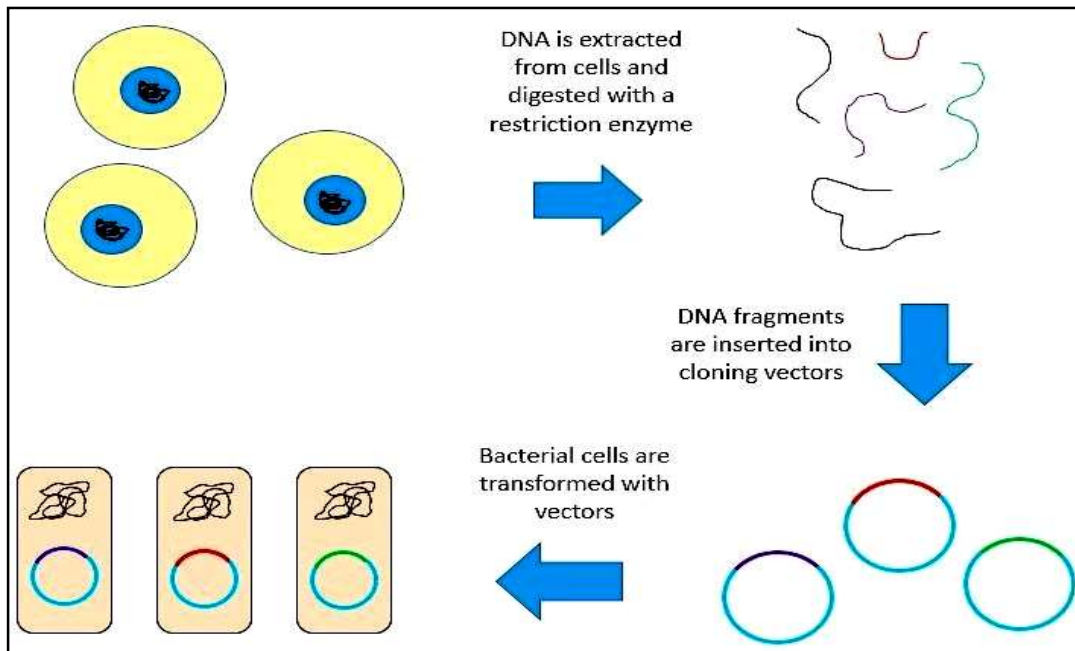 DNA is extracted
from cells and
digested with a
restriction enzyme
DNA fragments
are inserted into
cloning vectors
Bacterial cells are
transformed with
vectors